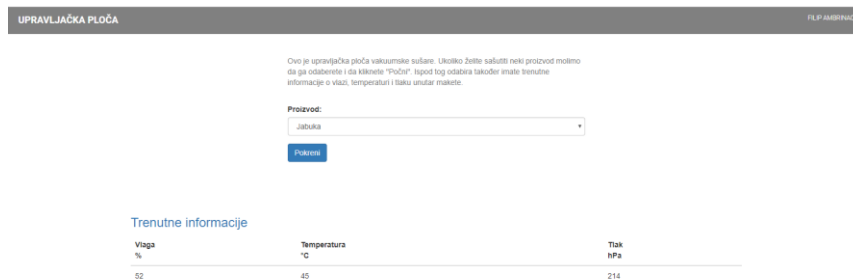 UPRAVLJAČKA PLOČA
FILIP AMBRINAC
Ovo je upravljačka ploča vakuumske sušare. Ukoliko želite sašutiti neki proizvod molimo
da ga odaberete i da kliknete "Počni". Ispod tog odabira također imate trenutne
informacije o vlazi, temperaturi i tlaku unutar makete.
Proizvod:
Jabuka
Pokreni
Trenutne informacije
Vlaga Temperatura Tlak
% °C hPa
52 45 214